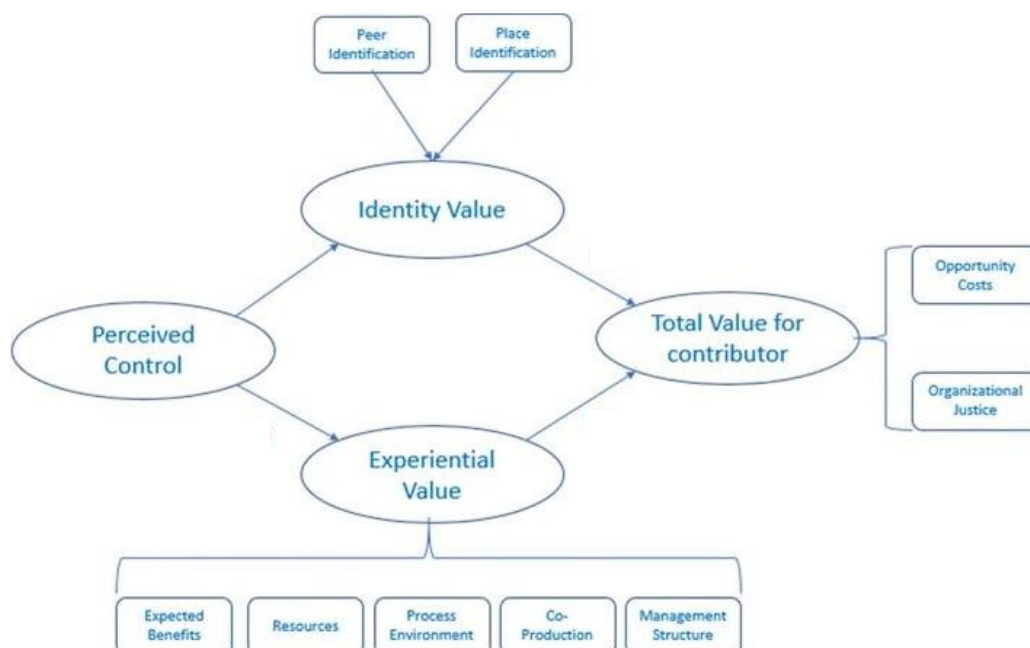 Peer
Identification
Place
Identification
Identity Value
Perceived
Control
Total Value for
contributor
Opportunity
Costs
Organizational
Justice
Experiential
Value
Expected
Benefits
Resources
Process
Environment
Co-
Production
Management
Structure